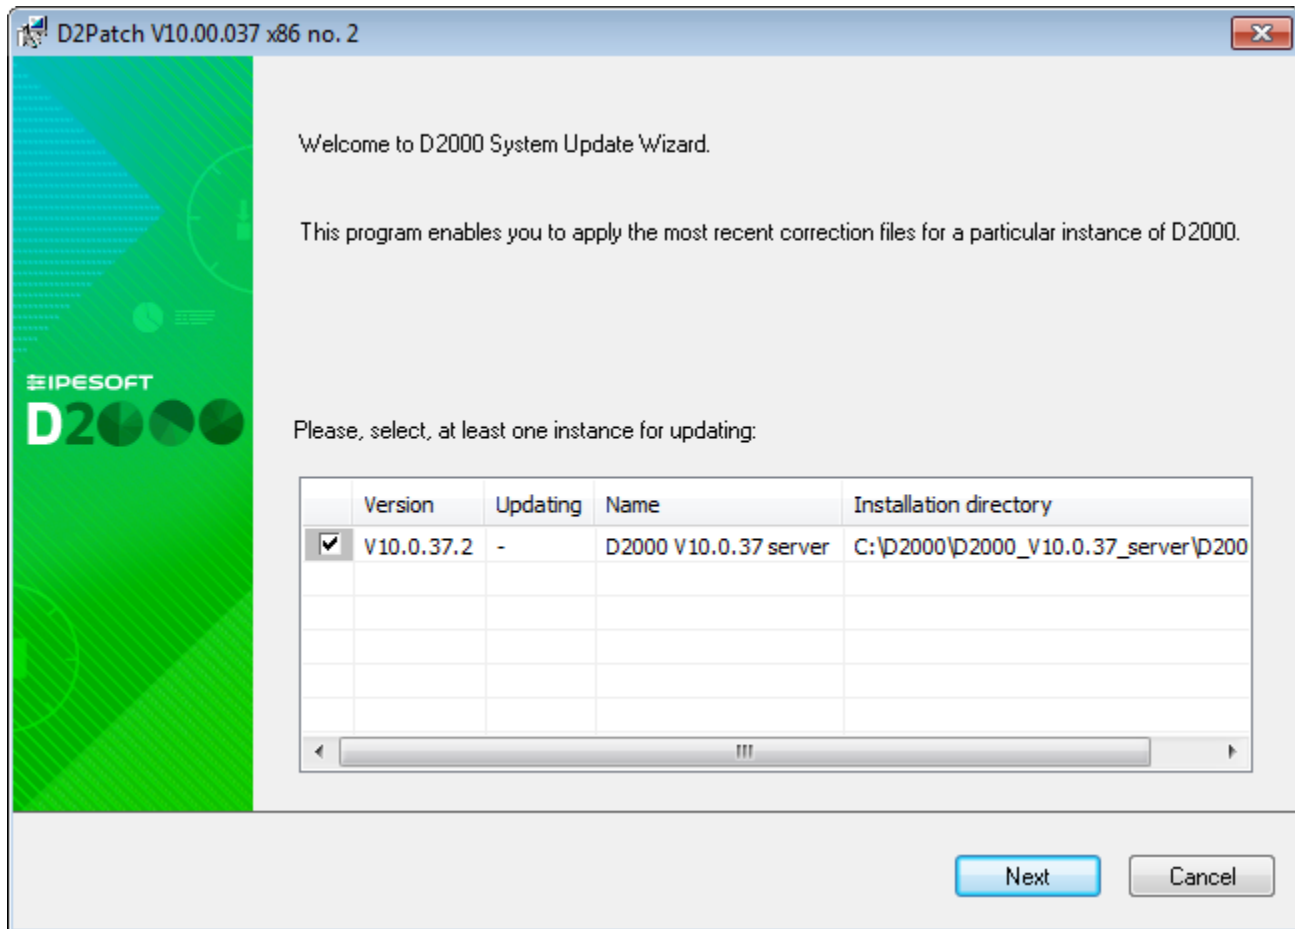 D2Patch V10.00.037 x86 no. 2
Welcome to D2000 System Update Wizard.
This program enables you to apply the most recent correction files for a particular instance of D2000.
IPESOFT
D2000
Please, select, at least one instance for updating:
Version Updating Name Installation directory
V10.0.37.2 - D2000 V10.0.37 server C:\D2000\D2000_V10.0.37_server\D200
Next Cancel